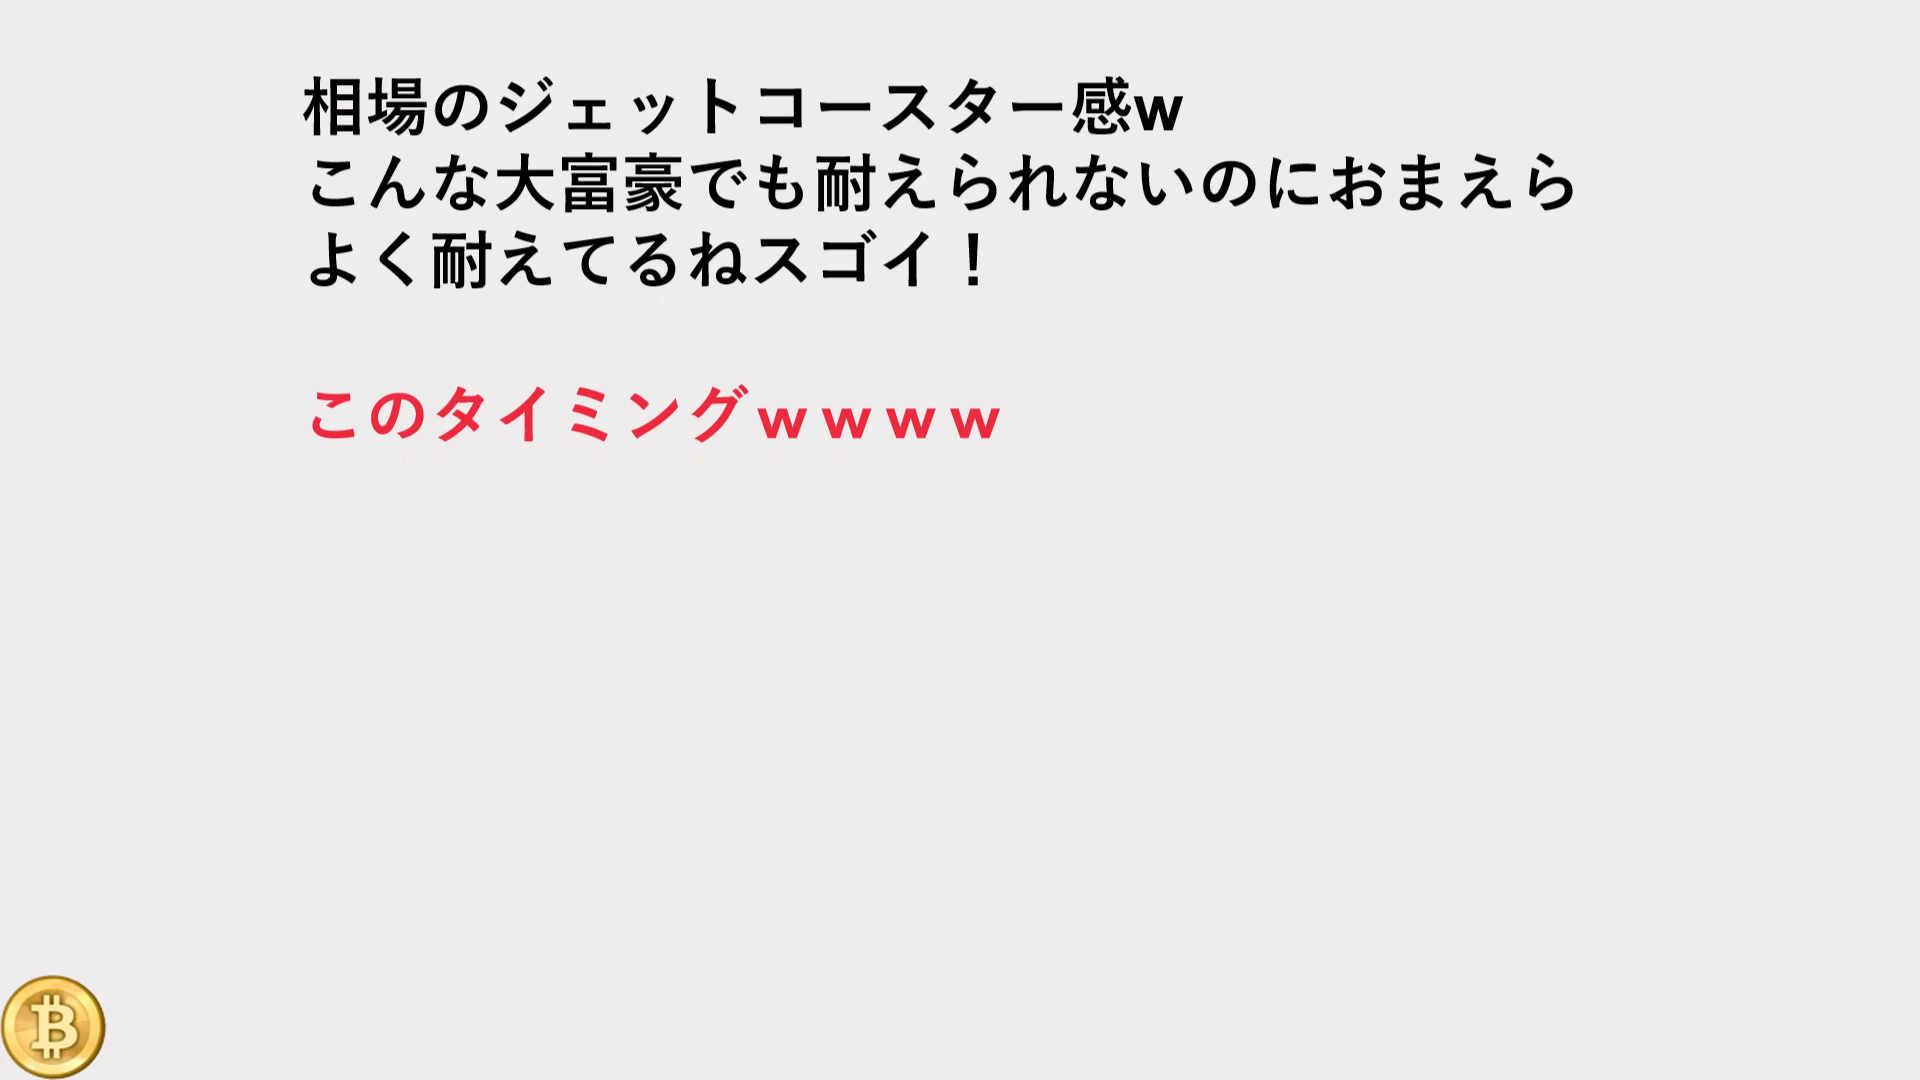 相場のジェットコースター感w
こんな大富豪でも耐えられないのにおまえら
よく耐えてるねスゴイ！
このタイミングｗｗｗｗ